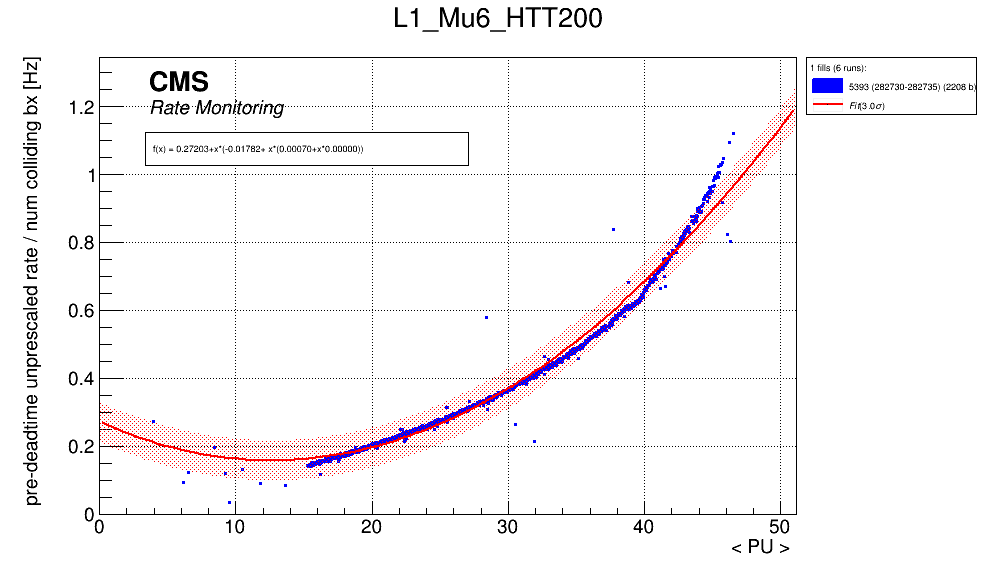 L1_Mu6_HTT200
CMS
Rate Monitoring
f(x) = 0.27203+x*(-0.01782+ x*(0.00070+x*0.00000))
1 fills (6 runs):
5393 (282730-282735) (2208 b)
Fit(3.0σ)
pre-deadtime unprescaled rate / num colliding bx [Hz]
1.2
1
0.8
0.6
0.4
0.2
0
0 10 20 30 40 50
< PU >